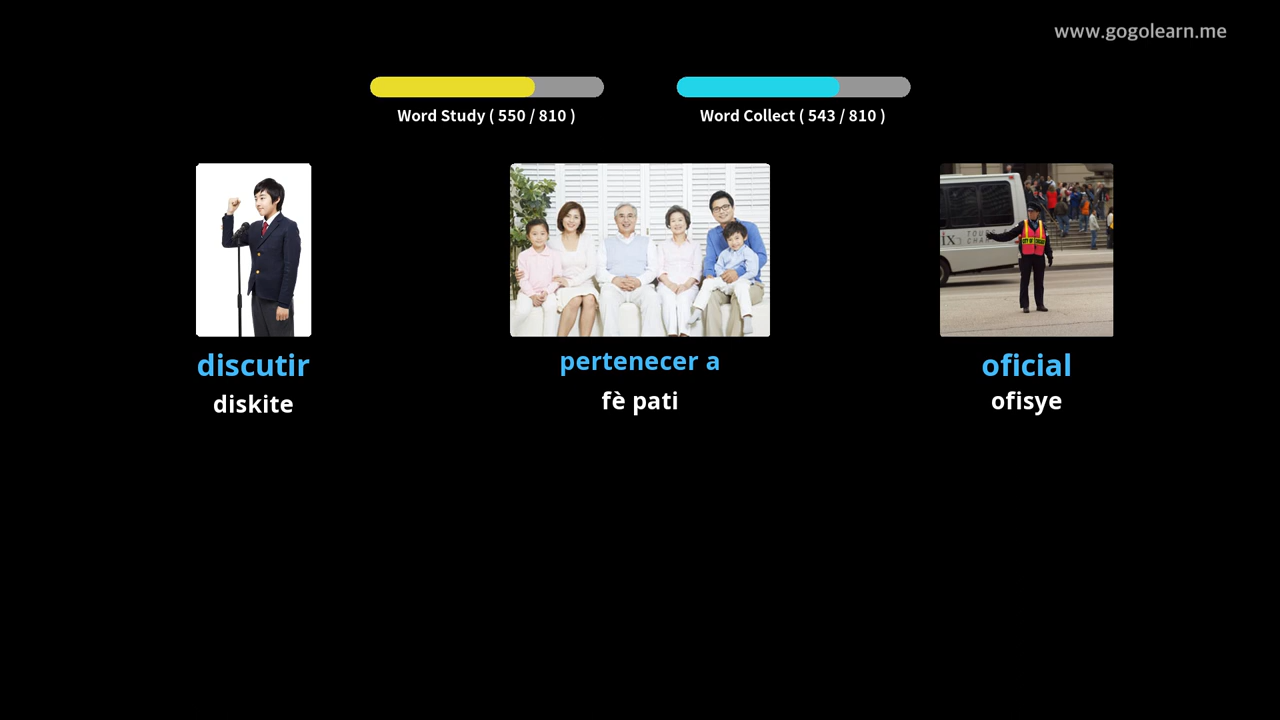 www.gogolearn.me
Word Study ( 550 / 810 )
Word Collect ( 543 / 810 )
discutir
diskite
pertenecer a
fè pati
oficial
ofisye